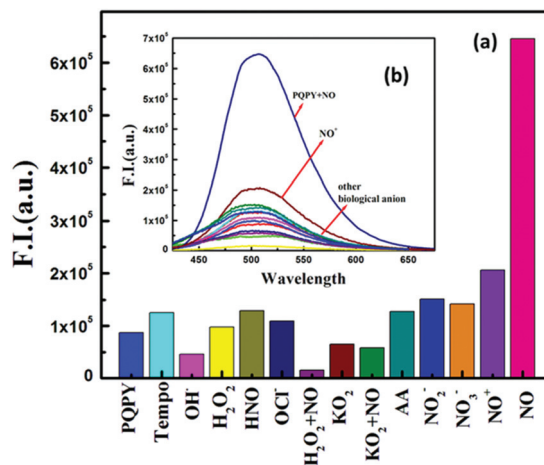 (a)
F.I.(a.u.)
6x10⁵
5x10⁵
4x10⁵
3x10⁵
2x10⁵
1x10⁵
0
(b)
F.I.(a.u.)
7x10⁵
6x10⁵
5x10⁵
4x10⁵
3x10⁵
2x10⁵
1x10⁵
0
PQPY+NO
NO⁺
other
biological anion
450 500 550 600 650
Wavelength
PQPY
Tempo
OH⁻
H₂O₂
HNO
OCl⁻
H₂O₂+NO
KO₂
KO₂+NO
AA
NO₂⁻
NO₃⁻
NO⁺
NO